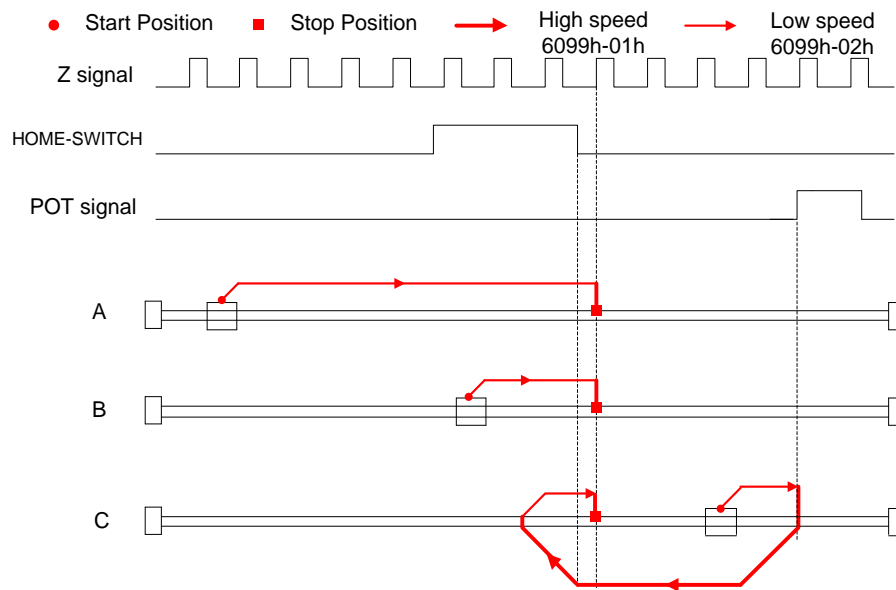 Start Position
Stop Position
High speed
6099h-01h
Low speed
6099h-02h
Z signal
HOME-SWITCH
POT signal
A
B
C